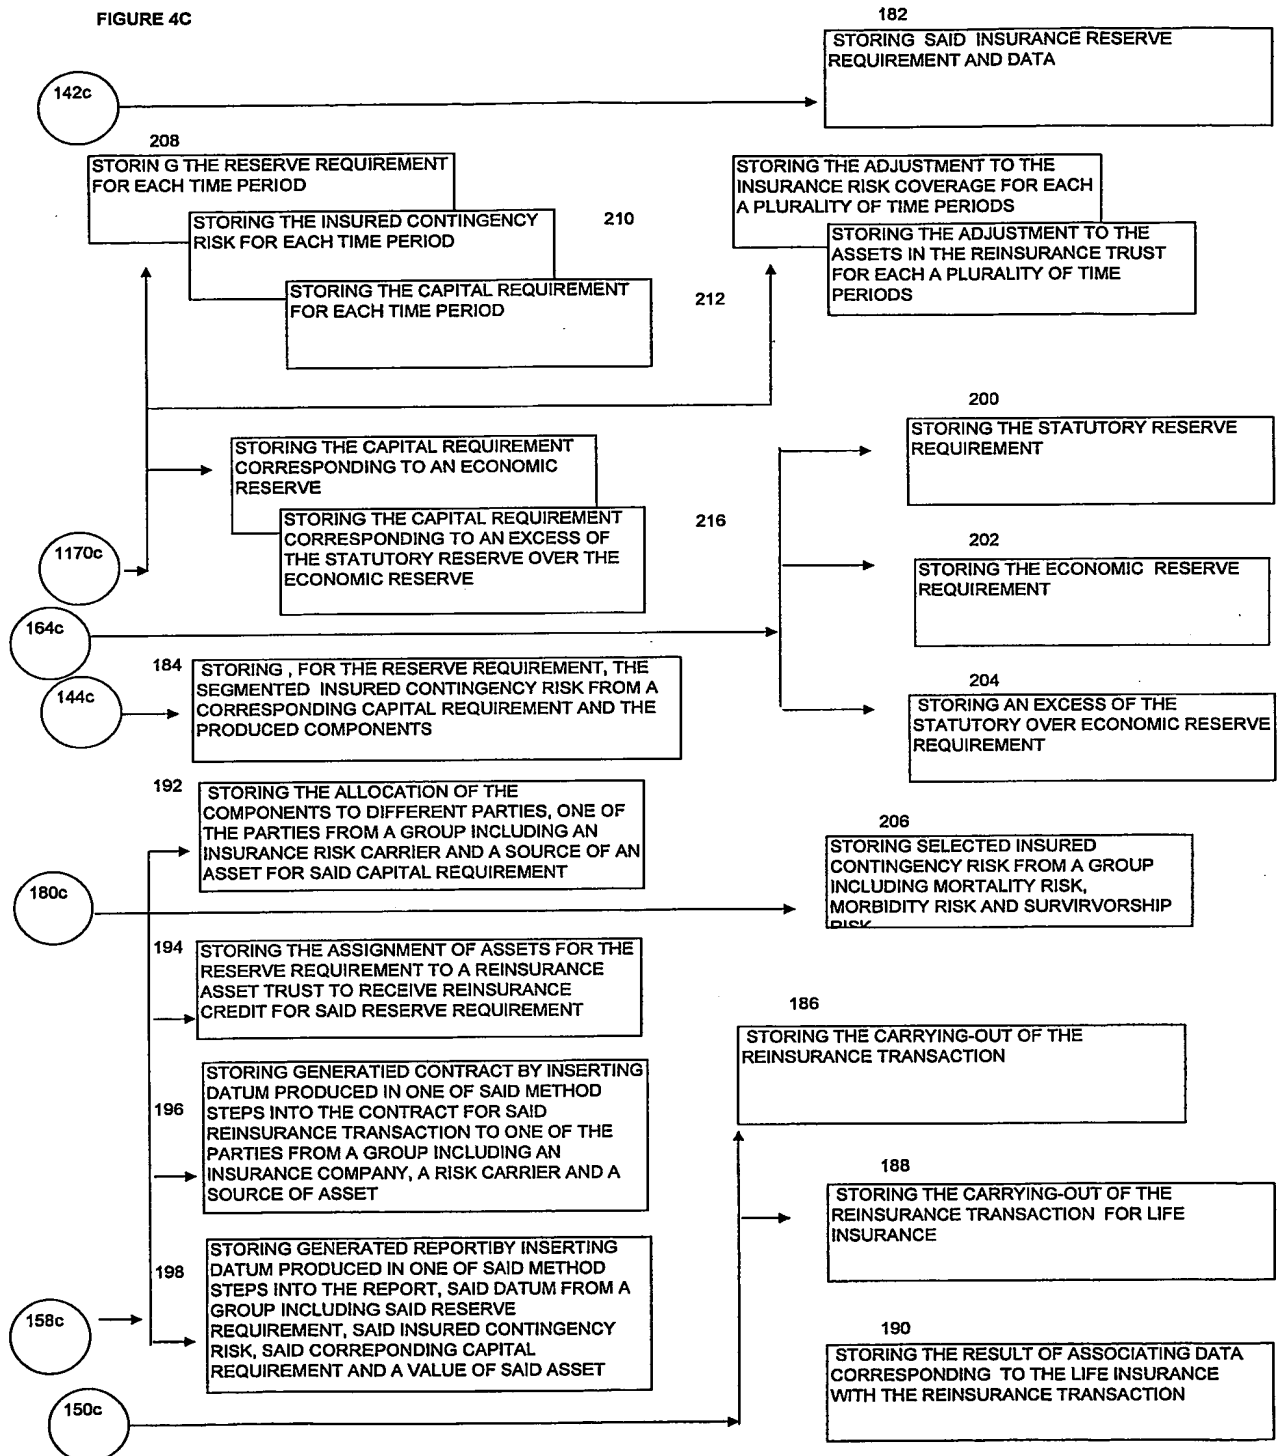 FIGURE 4C
182
STORING SAID INSURANCE RESERVE
REQUIREMENT AND DATA
142c
208
STORIN G THE RESERVE REQUIREMENT
FOR EACH TIME PERIOD
STORING THE INSURED CONTINGENCY
RISK FOR EACH TIME PERIOD
210
STORING THE CAPITAL REQUIREMENT
FOR EACH TIME PERIOD
212
STORING THE ADJUSTMENT TO THE
INSURANCE RISK COVERAGE FOR EACH
A PLURALITY OF TIME PERIODS
STORING THE ADJUSTMENT TO THE
ASSETS IN THE REINSURANCE TRUST
FOR EACH A PLURALITY OF TIME
PERIODS
200
STORING THE STATUTORY RESERVE
REQUIREMENT
STORING THE CAPITAL REQUIREMENT
CORRESPONDING TO AN ECONOMIC
RESERVE
STORING THE CAPITAL REQUIREMENT
CORRESPONDING TO AN EXCESS OF
THE STATUTORY RESERVE OVER THE
ECONOMIC RESERVE
216
1170c
202
STORING THE ECONOMIC RESERVE
REQUIREMENT
164c
184
STORING , FOR THE RESERVE REQUIREMENT, THE
SEGMENTED INSURED CONTINGENCY RISK FROM A
CORRESPONDING CAPITAL REQUIREMENT AND THE
PRODUCED COMPONENTS
144c
204
STORING AN EXCESS OF THE
STATUTORY OVER ECONOMIC RESERVE
REQUIREMENT
192
STORING THE ALLOCATION OF THE
COMPONENTS TO DIFFERENT PARTIES, ONE OF
THE PARTIES FROM A GROUP INCLUDING AN
INSURANCE RISK CARRIER AND A SOURCE OF AN
ASSET FOR SAID CAPITAL REQUIREMENT
206
STORING SELECTED INSURED
CONTINGENCY RISK FROM A GROUP
INCLUDING MORTALITY RISK,
MORBIDITY RISK AND SURVIRVORSHIP
RISK
180c
194
STORING THE ASSIGNMENT OF ASSETS FOR THE
RESERVE REQUIREMENT TO A REINSURANCE
ASSET TRUST TO RECEIVE REINSURANCE
CREDIT FOR SAID RESERVE REQUIREMENT
186
STORING THE CARRYING-OUT OF THE
REINSURANCE TRANSACTION
196
STORING GENERATIED CONTRACT BY INSERTING
DATUM PRODUCED IN ONE OF SAID METHOD
STEPS INTO THE CONTRACT FOR SAID
REINSURANCE TRANSACTION TO ONE OF THE
PARTIES FROM A GROUP INCLUDING AN
INSURANCE COMPANY, A RISK CARRIER AND A
SOURCE OF ASSET
188
STORING THE CARRYING-OUT OF THE
REINSURANCE TRANSACTION FOR LIFE
INSURANCE
198
STORING GENERATED REPORTIBY INSERTING
DATUM PRODUCED IN ONE OF SAID METHOD
STEPS INTO THE REPORT, SAID DATUM FROM A
GROUP INCLUDING SAID RESERVE
REQUIREMENT, SAID INSURED CONTINGENCY
RISK, SAID CORREPONDING CAPITAL
REQUIREMENT AND A VALUE OF SAID ASSET
158c
190
STORING THE RESULT OF ASSOCIATING DATA
CORRESPONDING TO THE LIFE INSURANCE
WITH THE REINSURANCE TRANSACTION
150c